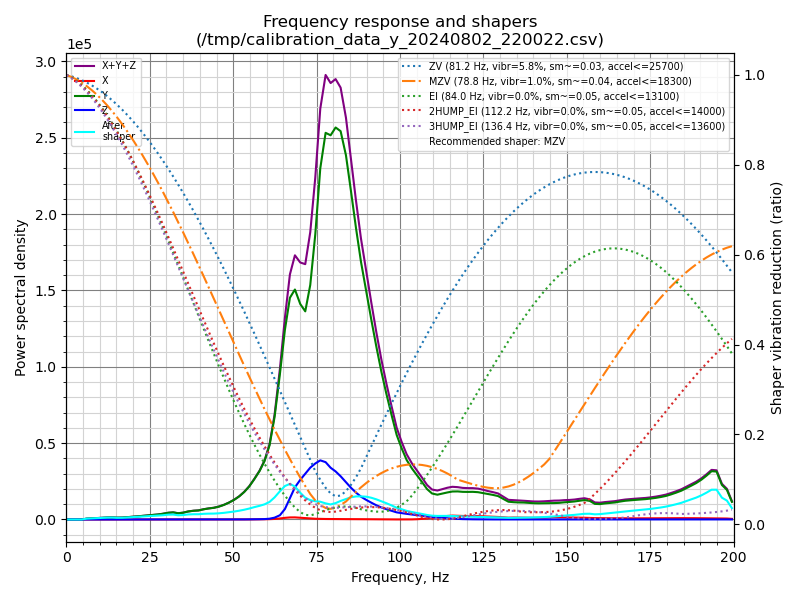 Frequency response and shapers
(/tmp/calibration_data_y_20240802_220022.csv)
1e5
X+Y+Z
X
Y
Z
After
shaper
ZV (81.2 Hz, vibr=5.8%, sm~=0.03, accel<=25700)
MZV (78.8 Hz, vibr=1.0%, sm~=0.04, accel<=18300)
EI (84.0 Hz, vibr=0.0%, sm~=0.05, accel<=13100)
2HUMP_EI (112.2 Hz, vibr=0.0%, sm~=0.05, accel<=14000)
3HUMP_EI (136.4 Hz, vibr=0.0%, sm~=0.05, accel<=13600)
Recommended shaper: MZV
Power spectral density
3.0
2.5
2.0
1.5
1.0
0.5
0.0
1.0
0.8
0.6
0.4
0.2
0.0
Shaper vibration reduction (ratio)
0 25 50 75 100 125 150 175 200
Frequency, Hz